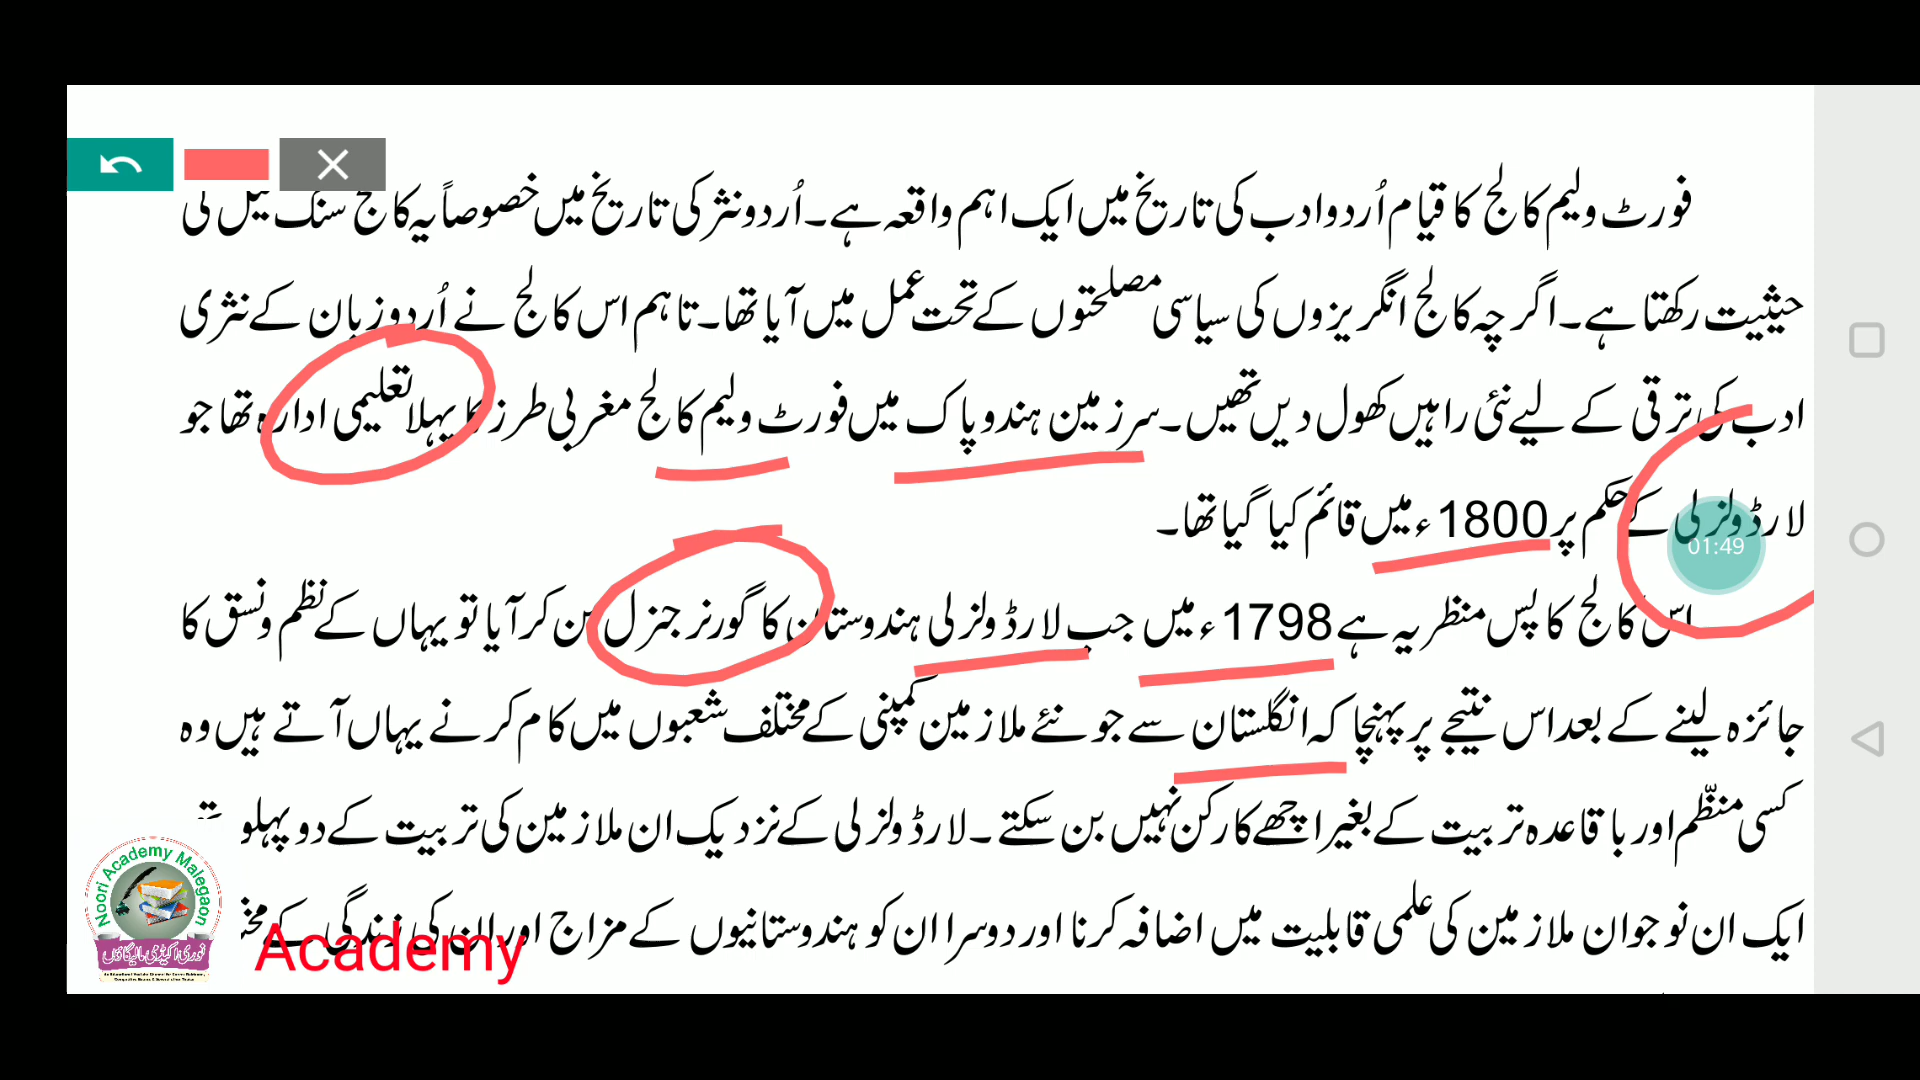 فورٹ ولیم کالج کا قیام اُردو ادب کی تاریخ میں ایک اہم واقعہ ہے۔ اُردو نثر کی تاریخ میں خصوصاً یہ کالج سنگ میل کی
حیثیت رکھتا ہے۔ اگر چہ کالج انگریزوں کی سیاسی مصلحتوں کے تحت عمل میں آیا تھا۔ تاہم اس کالج نے اُردو زبان کے نثری
ادب کی ترقی کے لیے نئی راہیں کھول دیں تھیں۔ سرزمین ہندو پاک میں فورٹ ولیم کالج مغربی طرز کا پہلا تعلیمی ادارہ تھا جو
لارڈ ولزلی کے حکم پر 1800ء میں قائم کیا گیا تھا۔
01:49
اس کالج کا پس منظر یہ ہے 1798ء میں جب لارڈ ولزلی ہندوستان کا گورنر جنرل بن کر آیا تو یہاں کے نظم و نسق کا
جائزہ لینے کے بعد اس نتیجے پر پہنچا کہ انگلستان سے جو نئے ملازمین کمپنی کے مختلف شعبوں میں کام کرنے یہاں آتے ہیں وہ
کسی منظّم اور باقاعدہ تربیت کے بغیر اچھے کارکن نہیں بن سکتے۔ لارڈ ولزلی کے نزدیک ان ملازمین کی تربیت کے دو پہلو
ایک ان نوجوان ملازمین کی علمی قابلیت میں اضافہ کرنا اور دوسرا ان کو ہندوستانیوں کے مزاج اور ان کی زندگی کے
Noori Academy Malegaon
نوری اکیڈمی مالیگاؤں
Academy